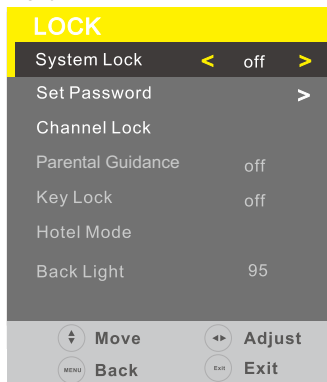 LOCK
System Lock < off >
Set Password >
Channel Lock
Parental Guidance off
Key Lock off
Hotel Mode
Back Light 95
Move Adjust
MENU Back Exit Exit